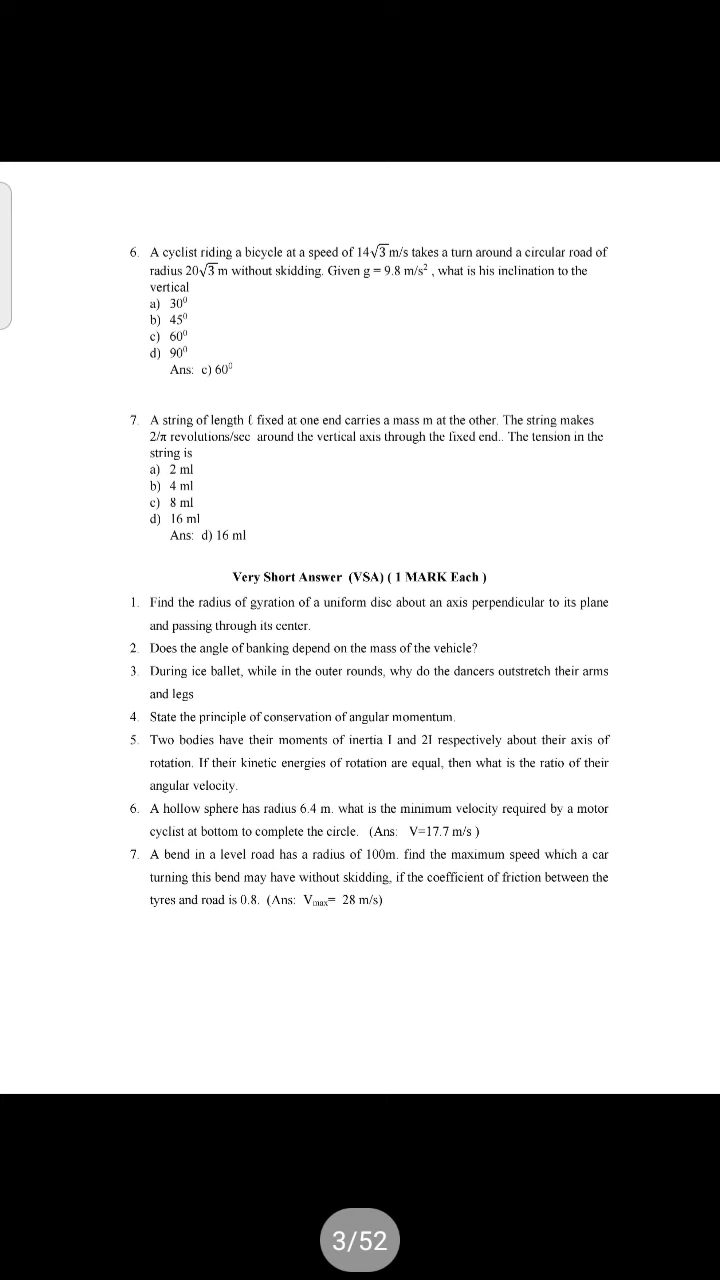 6. A cyclist riding a bicycle at a speed of 14√3 m/s takes a turn around a circular road of
radius 20√3 m without skidding. Given g = 9.8 m/s² , what is his inclination to the
vertical
a) 30⁰
b) 45⁰
c) 60⁰
d) 90⁰
Ans: c) 60⁰
7. A string of length ℓ fixed at one end carries a mass m at the other. The string makes
2/π revolutions/sec around the vertical axis through the fixed end.. The tension in the
string is
a) 2 ml
b) 4 ml
c) 8 ml
d) 16 ml
Ans: d) 16 ml
Very Short Answer (VSA) ( 1 MARK Each )
1. Find the radius of gyration of a uniform disc about an axis perpendicular to its plane
and passing through its center.
2. Does the angle of banking depend on the mass of the vehicle?
3. During ice ballet, while in the outer rounds, why do the dancers outstretch their arms
and legs
4. State the principle of conservation of angular momentum.
5. Two bodies have their moments of inertia I and 2I respectively about their axis of
rotation. If their kinetic energies of rotation are equal, then what is the ratio of their
angular velocity.
6. A hollow sphere has radius 6.4 m. what is the minimum velocity required by a motor
cyclist at bottom to complete the circle. (Ans: V=17.7 m/s )
7. A bend in a level road has a radius of 100m. find the maximum speed which a car
turning this bend may have without skidding, if the coefficient of friction between the
tyres and road is 0.8. (Ans: Vmax= 28 m/s)
3/52